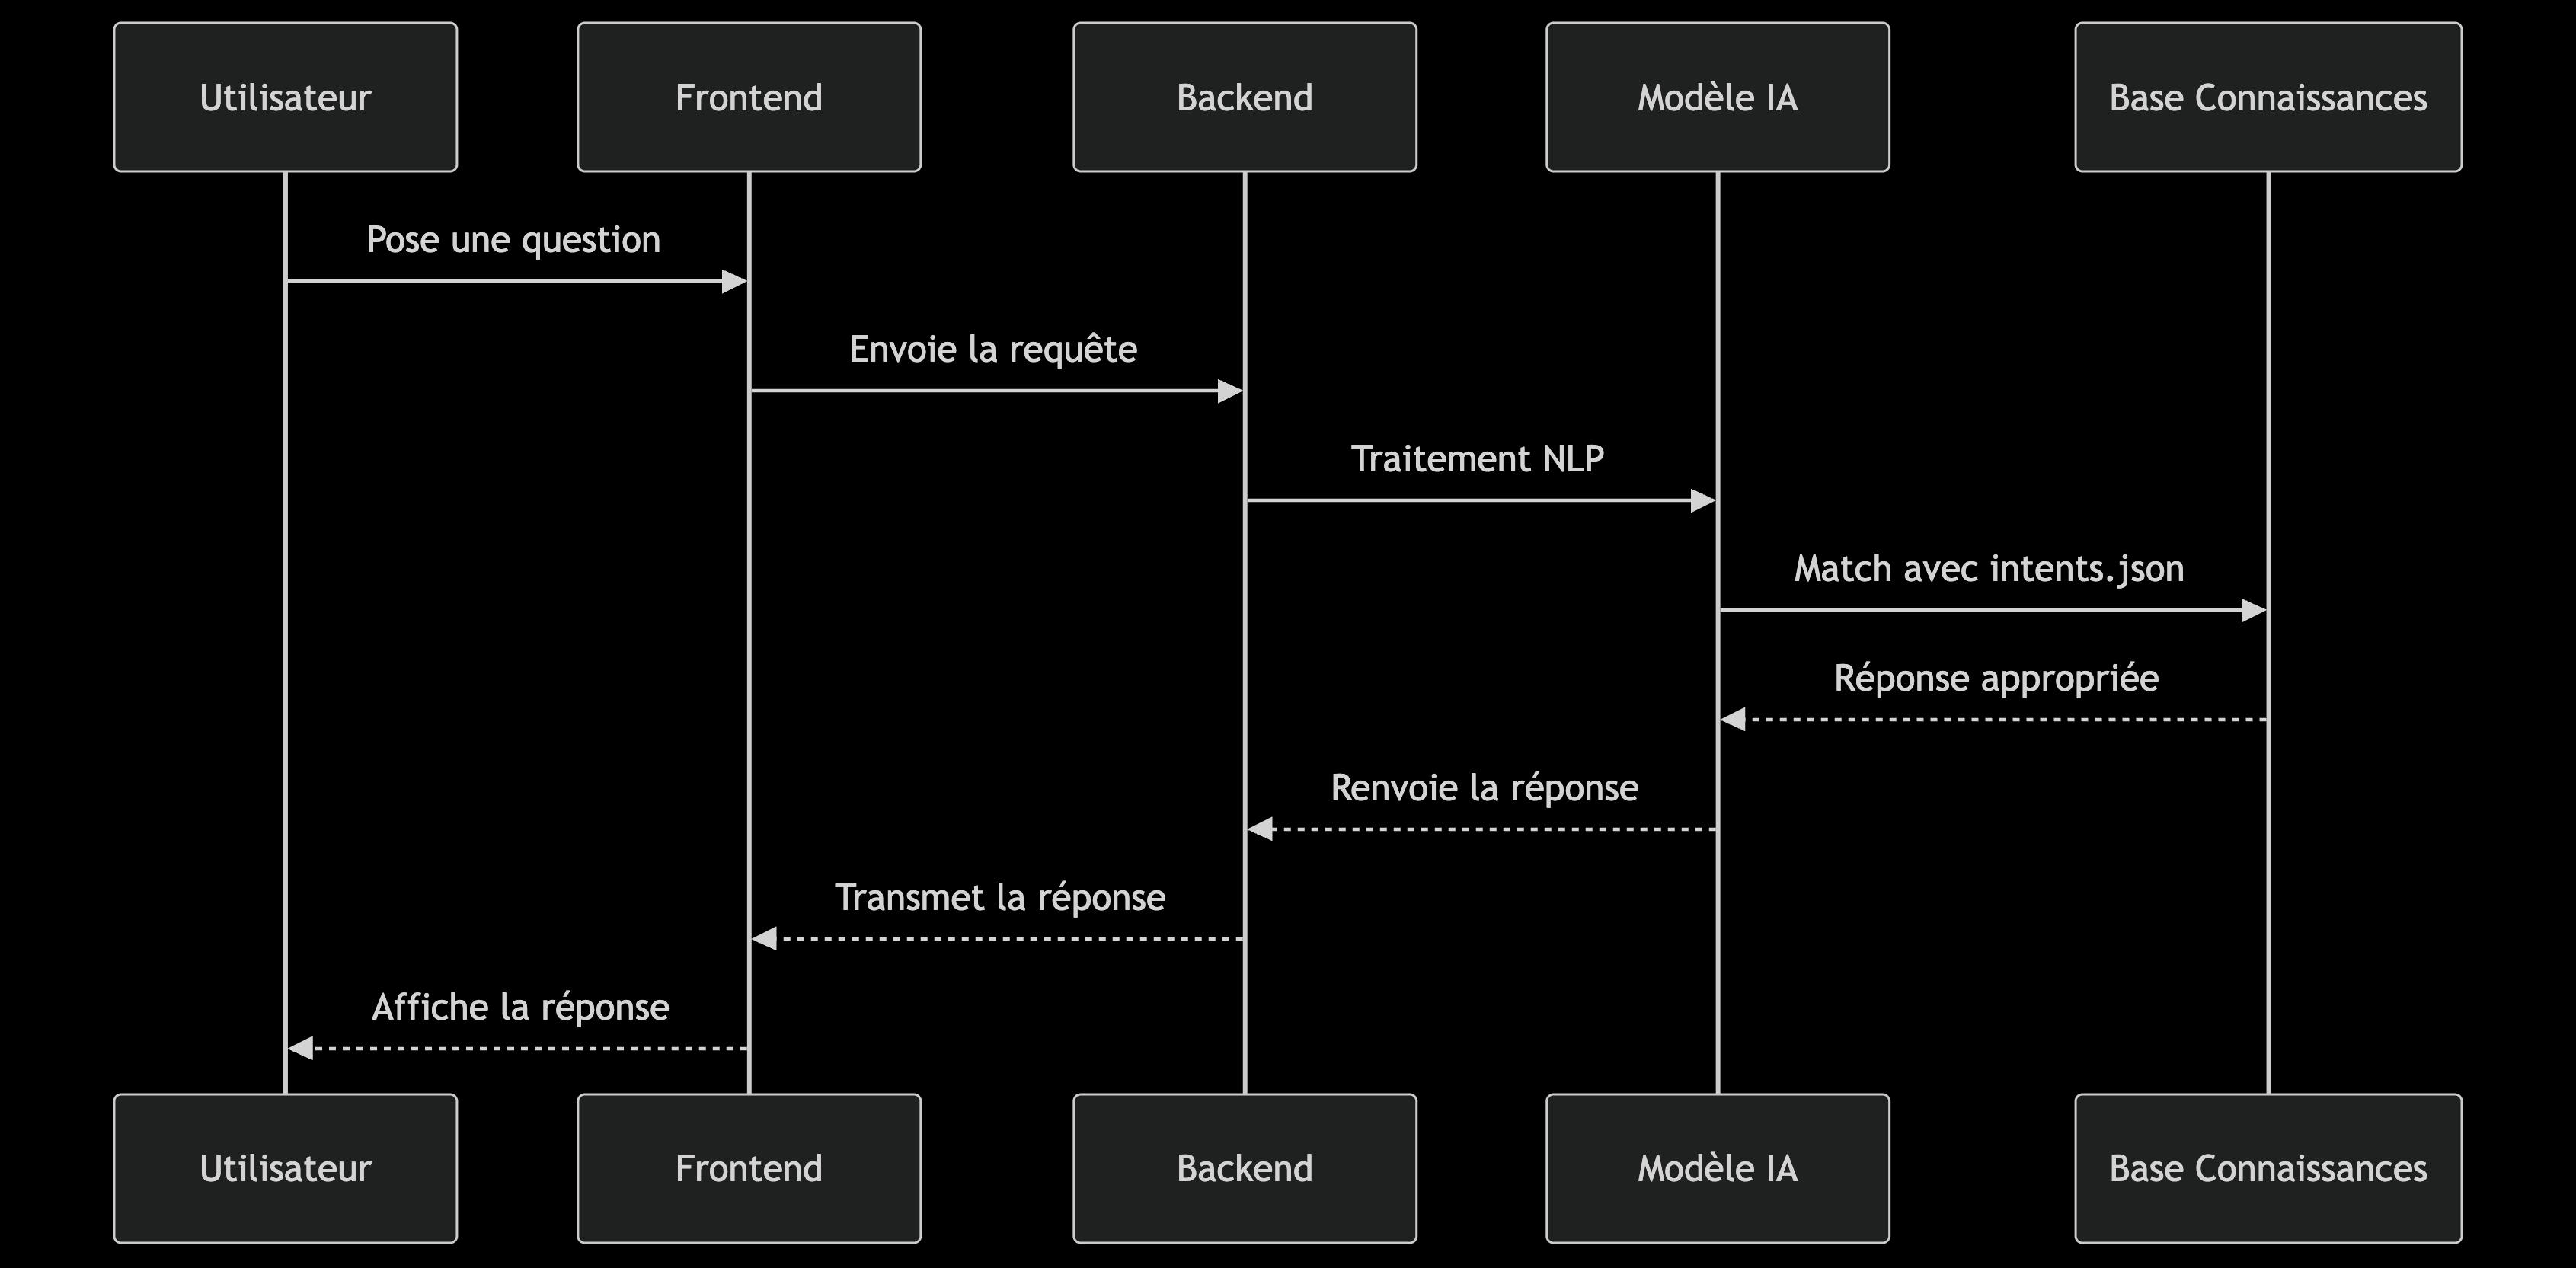 Utilisateur
Frontend
Backend
Modèle IA
Base Connaissances
Pose une question
Envoie la requête
Traitement NLP
Match avec intents.json
Réponse appropriée
Renvoie la réponse
Transmet la réponse
Affiche la réponse
Utilisateur
Frontend
Backend
Modèle IA
Base Connaissances